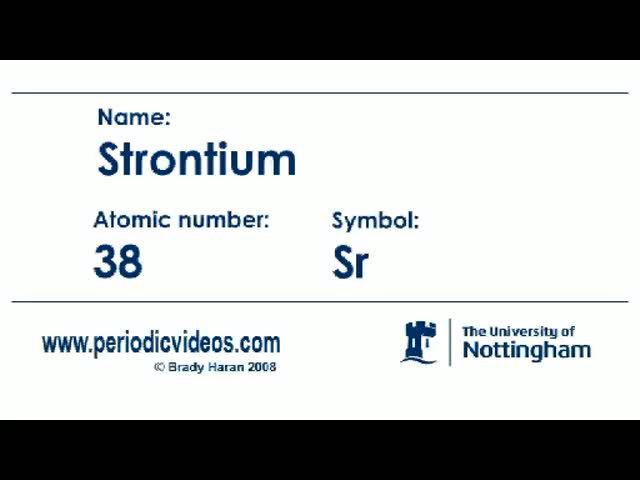 Name:
Strontium
Atomic number: Symbol:
38 Sr
www.periodicvideos.com
© Brady Haran 2008
The University of
Nottingham